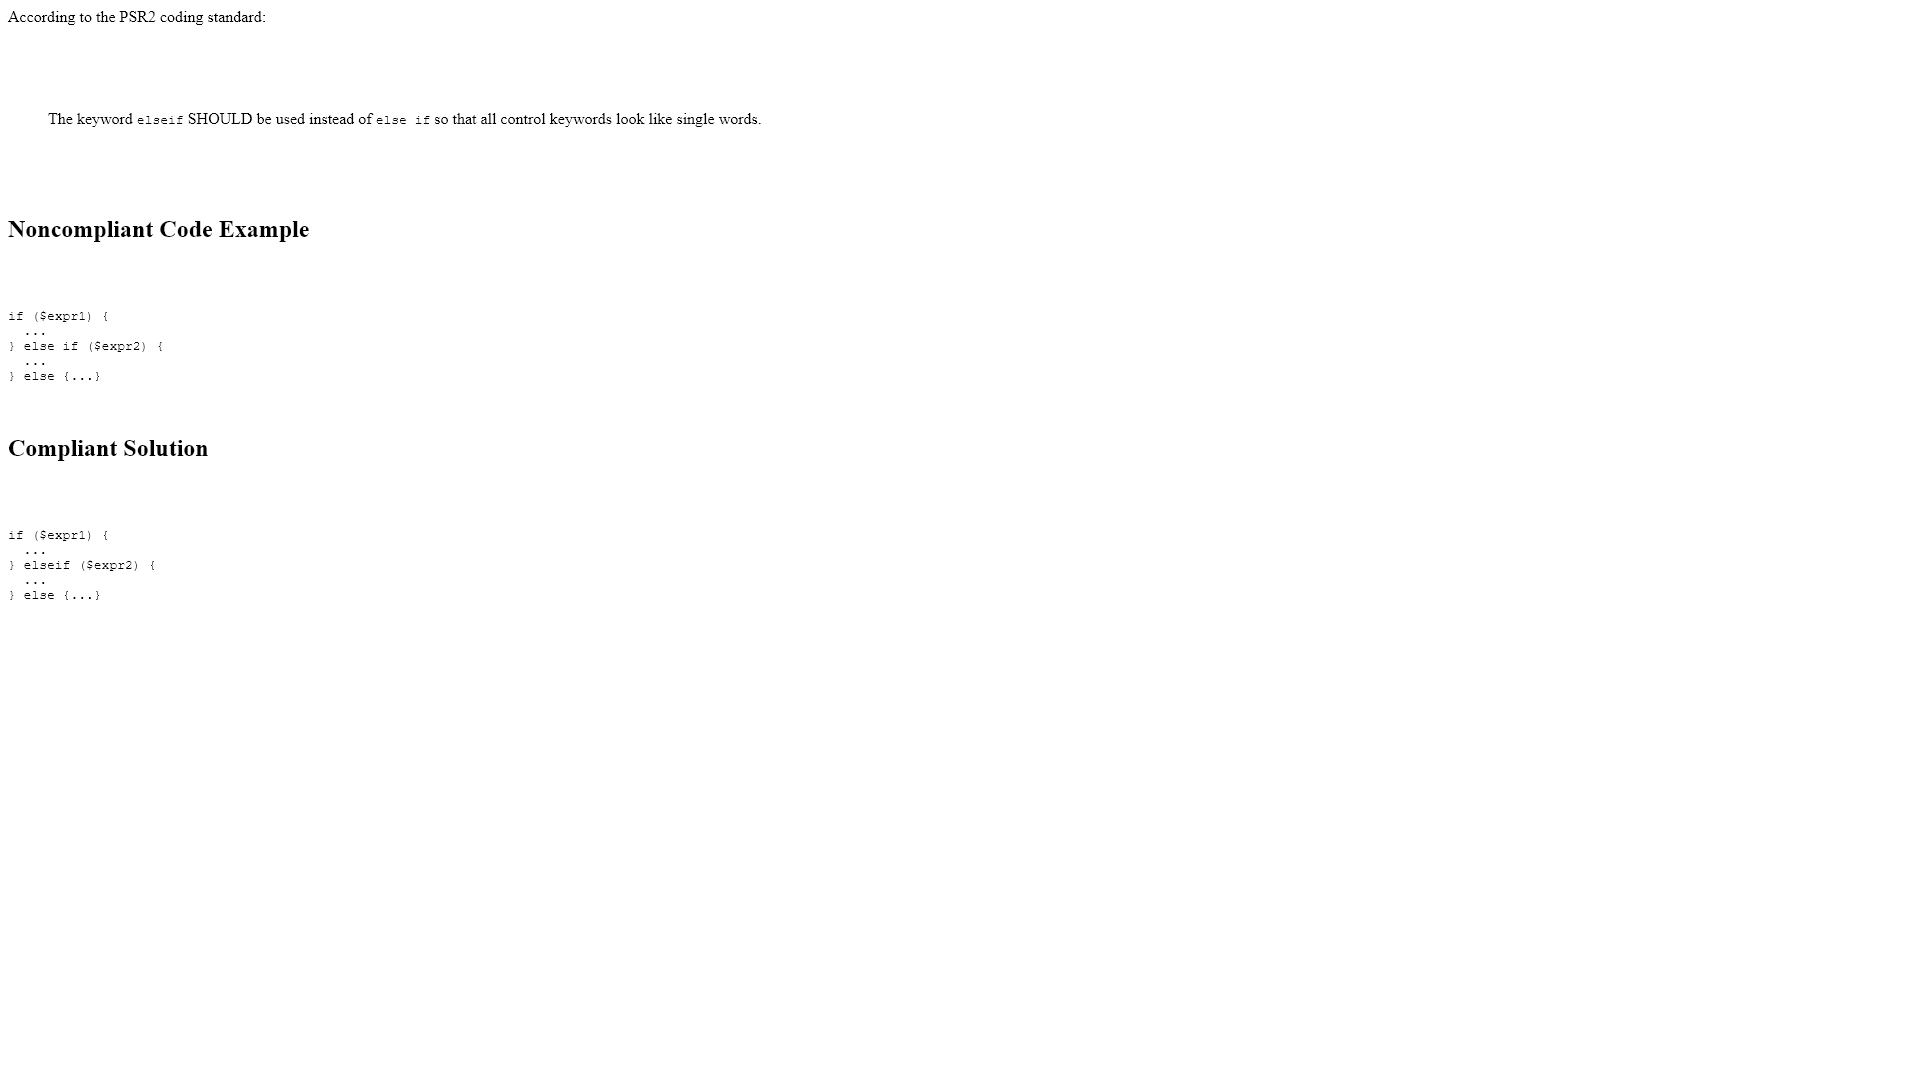 According to the PSR2 coding standard:
The keyword elseif SHOULD be used instead of else if so that all control keywords look like single words.
Noncompliant Code Example
if ($expr1) {
  ...
} else if ($expr2) {
  ...
} else {...}
Compliant Solution
if ($expr1) {
  ...
} elseif ($expr2) {
  ...
} else {...}